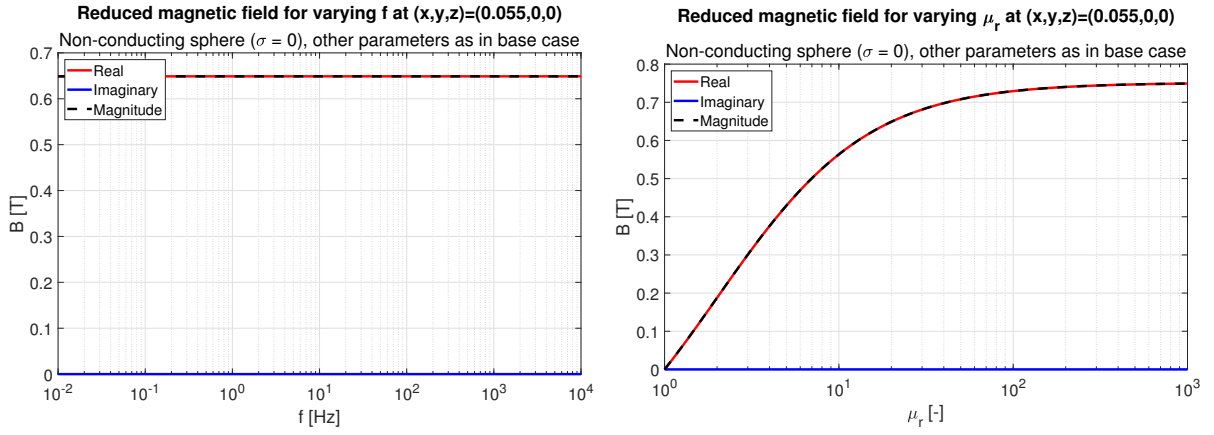 Reduced magnetic field for varying f at (x,y,z)=(0.055,0,0)
Non-conducting sphere (σ = 0), other parameters as in base case
0.7
0.6
0.5
0.4
0.3
0.2
0.1
0
B [T]
Real
Imaginary
Magnitude
10⁻² 10⁻¹ 10⁰ 10¹ 10² 10³ 10⁴
f [Hz]
Reduced magnetic field for varying μᵣ at (x,y,z)=(0.055,0,0)
Non-conducting sphere (σ = 0), other parameters as in base case
0.8
0.7
0.6
0.5
0.4
0.3
0.2
0.1
0
B [T]
Real
Imaginary
Magnitude
10⁰ 10¹ 10² 10³
μᵣ [-]